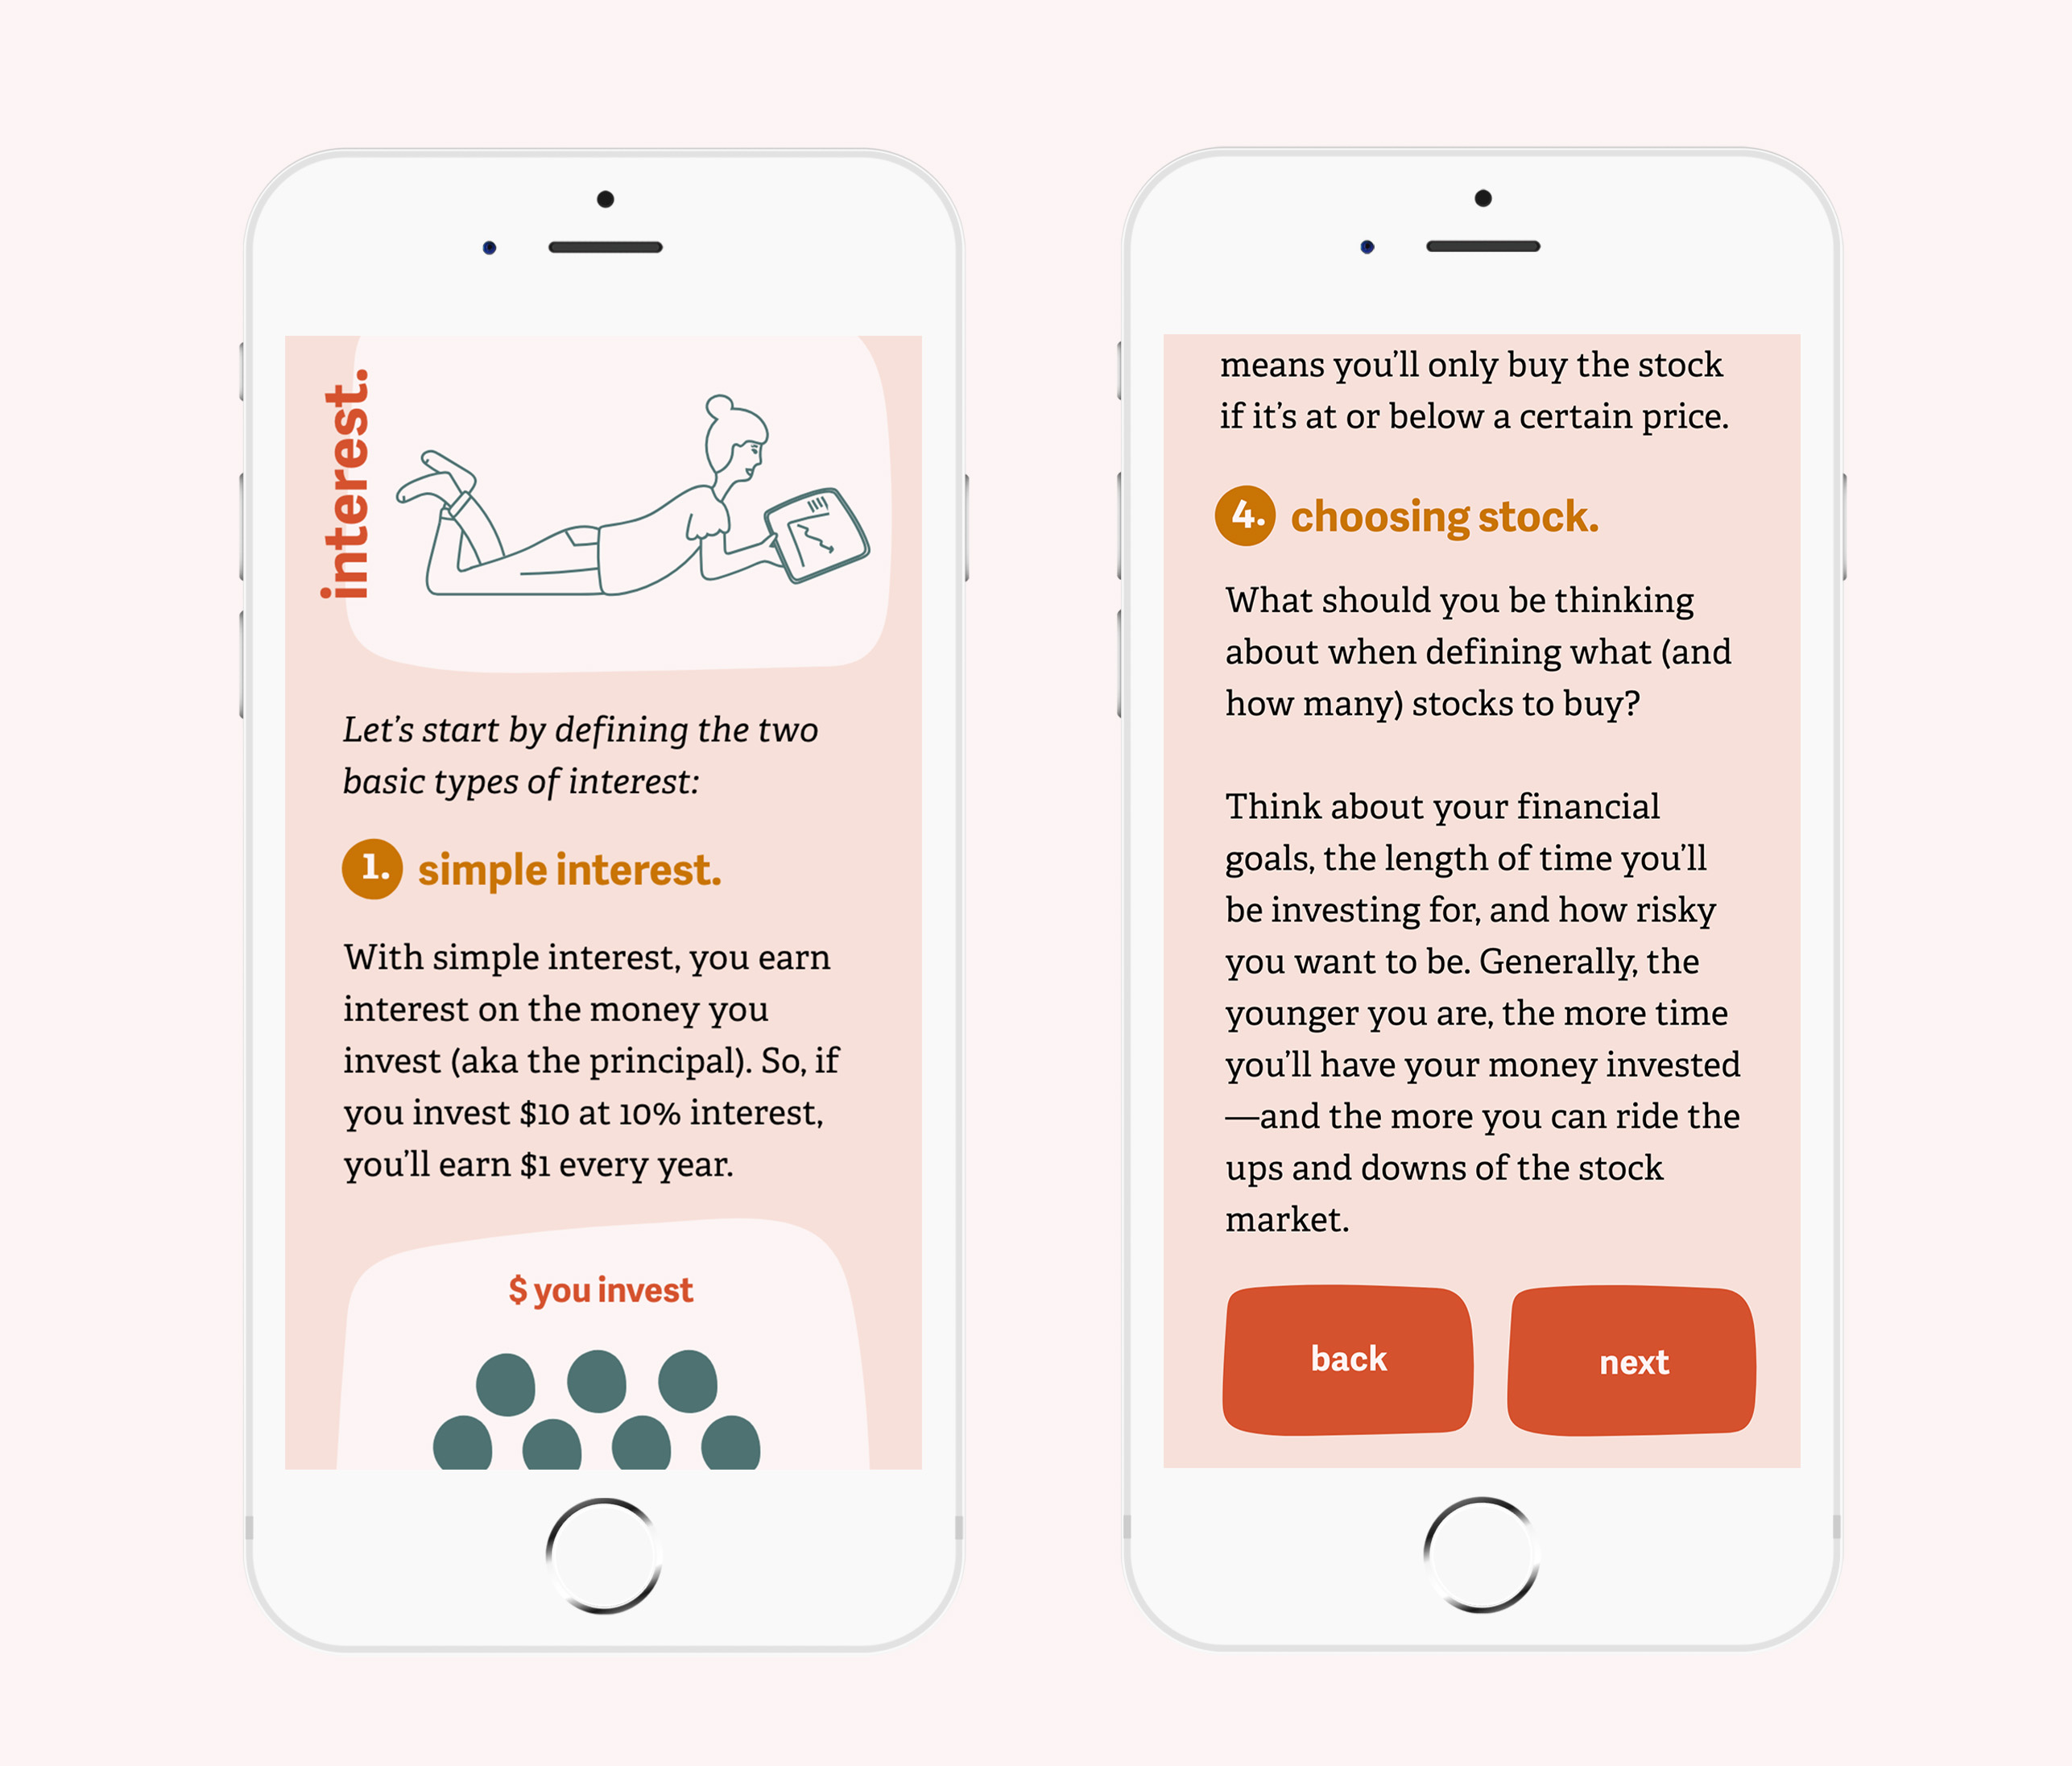 interest.
Let's start by defining the two
basic types of interest:
1. simple interest.
With simple interest, you earn
interest on the money you
invest (aka the principal). So, if
you invest $10 at 10% interest,
you'll earn $1 every year.
$ you invest
means you'll only buy the stock
if it's at or below a certain price.
4. choosing stock.
What should you be thinking
about when defining what (and
how many) stocks to buy?
Think about your financial
goals, the length of time you'll
be investing for, and how risky
you want to be. Generally, the
younger you are, the more time
you'll have your money invested
—and the more you can ride the
ups and downs of the stock
market.
back
next